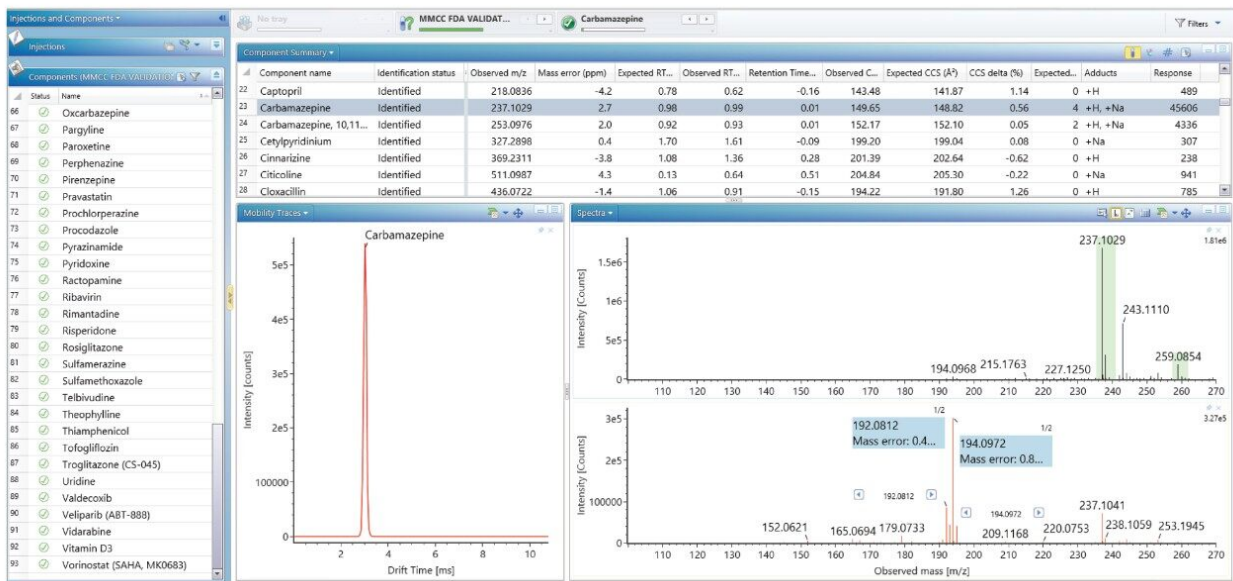 Injections and Components
No tray
MMCC FDA VALIDAT...
Carbamazepine
Filters
Injections
Components (MMCC FDA VALIDATIO
Status Name
66 Oxcarbazepine
67 Pargyline
68 Paroxetine
69 Perphenazine
70 Pirenzepine
71 Pravastatin
72 Prochlorperazine
73 Procodazole
74 Pyrazinamide
75 Pyridoxine
76 Ractopamine
77 Ribavirin
78 Rimantadine
79 Risperidone
80 Rosiglitazone
81 Sulfamerazine
82 Sulfamethoxazole
83 Telbivudine
84 Theophylline
85 Thiamphenicol
86 Tofogliflozin
87 Troglitazone (CS-045)
88 Uridine
89 Valdecoxib
90 Veliparib (ABT-888)
91 Vidarabine
92 Vitamin D3
93 Vorinostat (SAHA, MK0683)
Component Summary
Component name Identification status Observed m/z Mass error (ppm) Expected RT... Observed RT... Retention Time... Observed C... Expected CCS (Å²) CCS delta (%) Expected... Adducts Response
22 Captopril Identified 218.0836 -4.2 0.78 0.62 -0.16 143.48 141.87 1.14 0 +H 489
23 Carbamazepine Identified 237.1029 2.7 0.98 0.99 0.01 149.65 148.82 0.56 4 +H, +Na 45606
24 Carbamazepine, 10,11... Identified 253.0976 2.0 0.92 0.93 0.01 152.17 152.10 0.05 2 +H, +Na 4336
25 Cetylpyridinium Identified 327.2898 0.4 1.70 1.61 -0.09 199.20 199.04 0.08 0 +Na 307
26 Cinnarizine Identified 369.2311 -3.8 1.08 1.36 0.28 201.39 202.64 -0.62 0 +H 238
27 Citicoline Identified 511.0987 4.3 0.13 0.64 0.51 204.84 205.30 -0.22 0 +Na 941
28 Cloxacillin Identified 436.0722 -1.4 1.06 0.91 -0.15 194.22 191.80 1.26 0 +H 785
Mobility Traces
Carbamazepine
Intensity [counts]
5e5
4e5
3e5
2e5
100000
0
2 4 6 8 10
Drift Time [ms]
Spectra
1.81e6
237.1029
243.1110
259.0854
194.0968
215.1763
227.1250
Intensity [Counts]
1.5e6
1e6
5e5
0
110 120 130 140 150 160 170 180 190 200 210 220 230 240 250 260 270
3.27e5
1/2
192.0812
Mass error: 0.4...
1/2
194.0972
Mass error: 0.8...
192.0812
194.0972
237.1041
152.0621
165.0694
179.0733
209.1168
220.0753
238.1059
253.1945
Intensity [Counts]
3e5
2e5
100000
0
110 120 130 140 150 160 170 180 190 200 210 220 230 240 250 260 270
Observed mass [m/z]